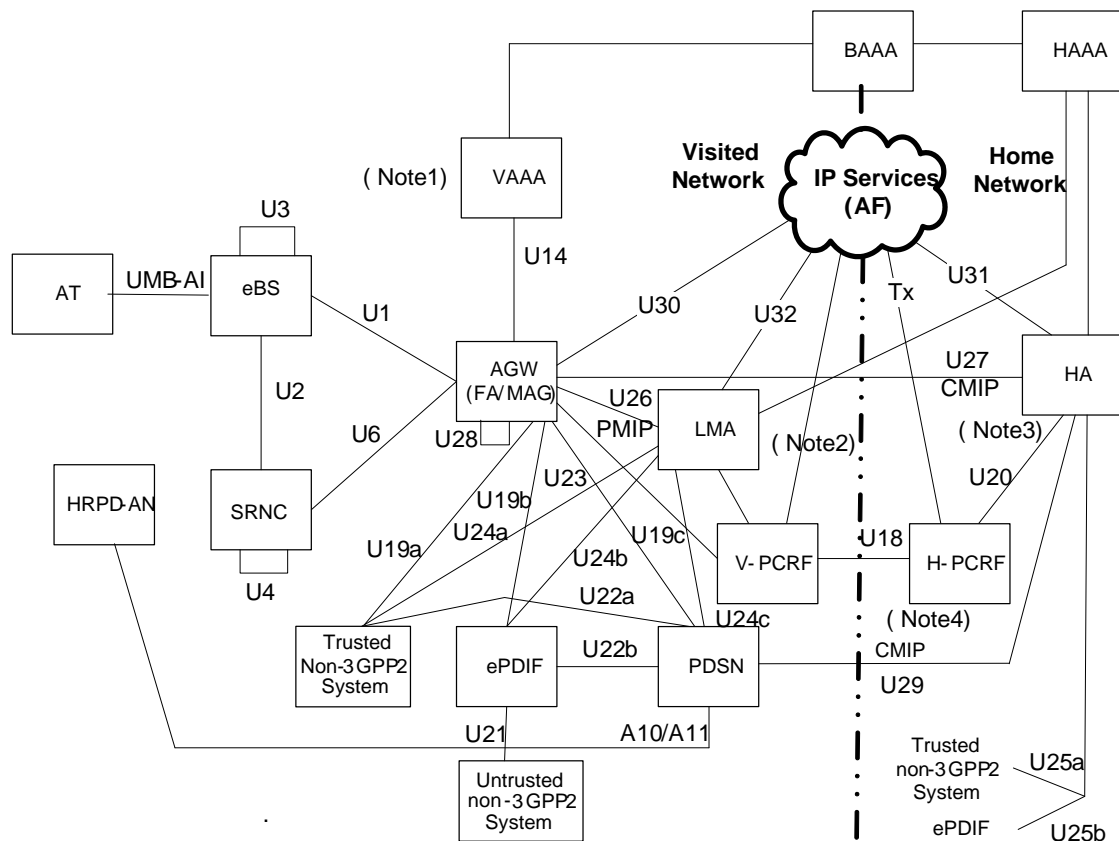 BAAA
HAAA
( Note1)
VAAA
Visited
Network
IP Services
(AF)
Home
Network
U3
U14
AT
UMB-AI
eBS
U1
U30
U32
Tx
U31
U2
AGW
(FA/MAG)
U26
PMIP
U27
CMIP
HA
U6
U28
LMA
( Note2)
( Note3)
HRPD-AN
SRNC
U19b
U23
U20
U24a
U19a
U19c
U24b
V-PCRF
U18
H-PCRF
U4
U22a
U24c
( Note4)
Trusted
Non-3GPP2
System
ePDIF
U22b
PDSN
CMIP
U29
U21
A10/A11
Untrusted
non-3GPP2
System
Trusted
non-3GPP2
System
U25a
ePDIF
U25b
.